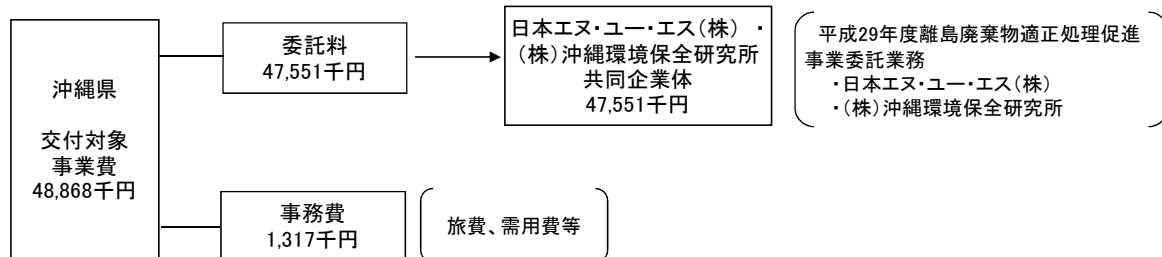 沖縄県
交付対象
事業費
48,868千円
委託料
47,551千円
日本エヌ・ユー・エス(株) ・
(株)沖縄環境保全研究所
共同企業体
47,551千円
平成29年度離島廃棄物適正処理促進
事業委託業務
・日本エヌ・ユー・エス(株)
・(株)沖縄環境保全研究所
事務費
1,317千円
旅費、需用費等